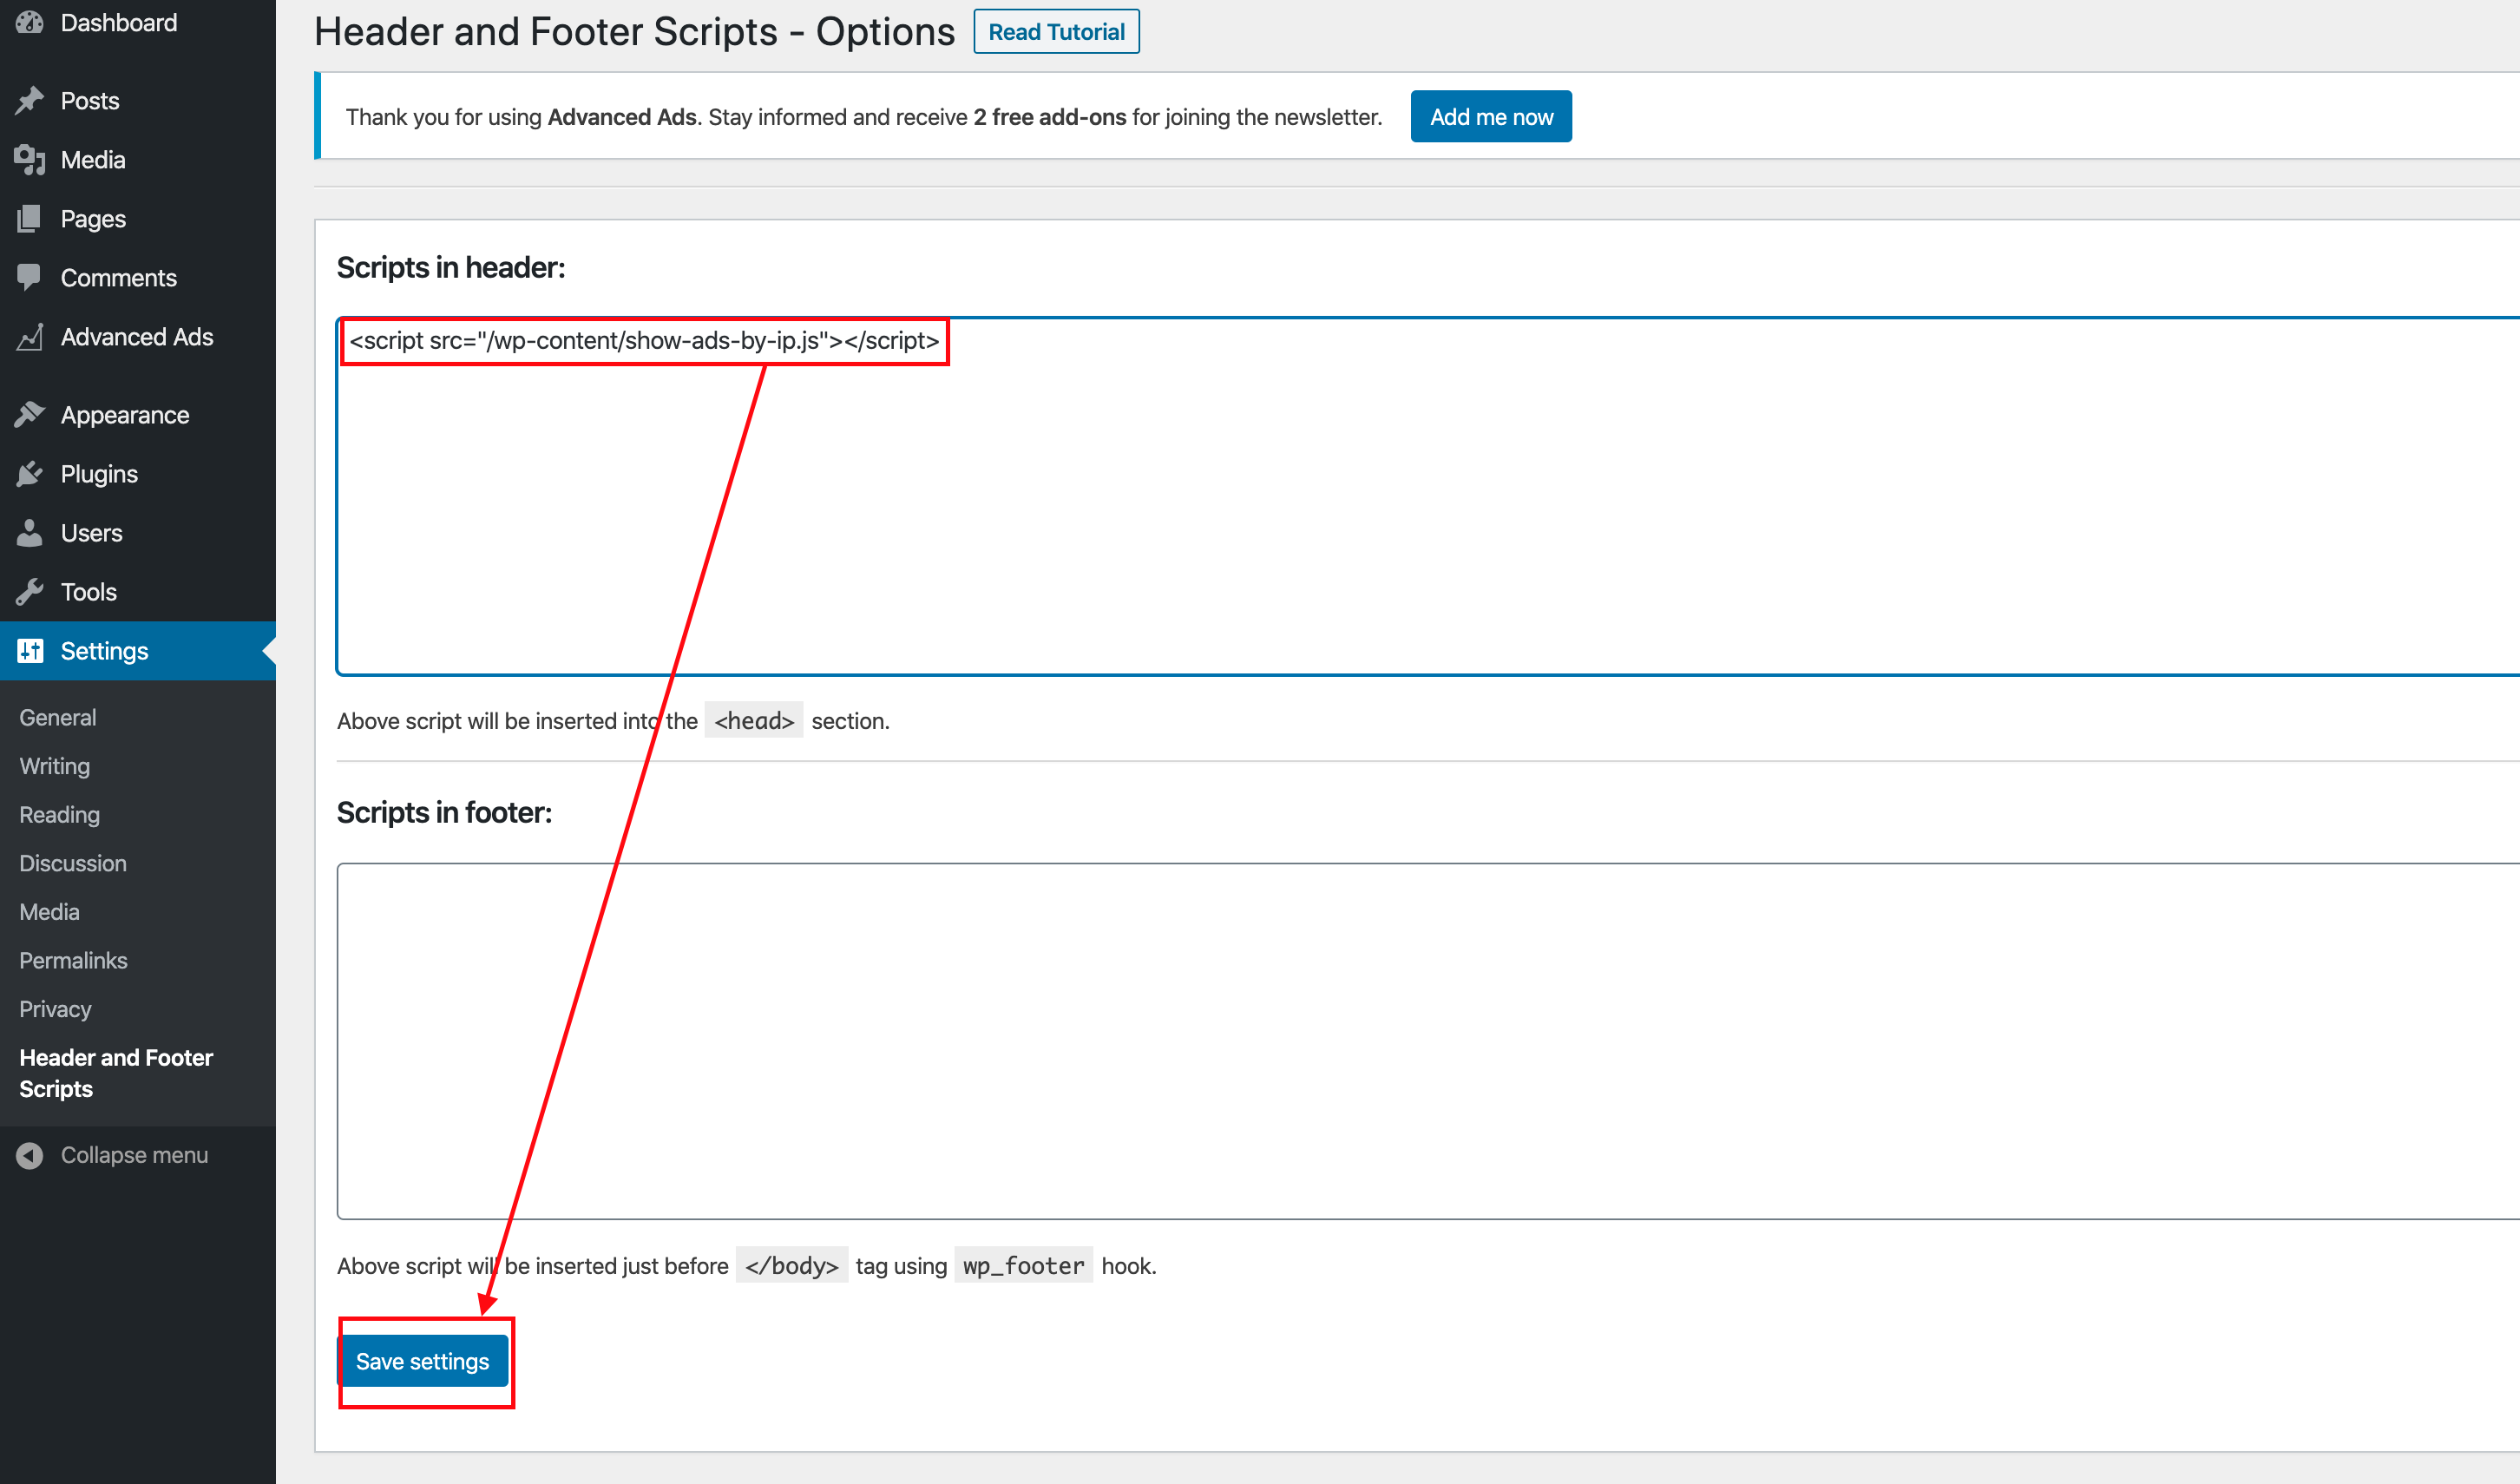 Dashboard
Posts
Media
Pages
Comments
Advanced Ads
Appearance
Plugins
Users
Tools
Settings
General
Writing
Reading
Discussion
Media
Permalinks
Privacy
Header and Footer
Scripts
Collapse menu
Header and Footer Scripts - Options Read Tutorial
Thank you for using Advanced Ads. Stay informed and receive 2 free add-ons for joining the newsletter. Add me now
Scripts in header:
<script src="/wp-content/show-ads-by-ip.js"></script>
Above script will be inserted into the <head> section.
Scripts in footer:
Above script will be inserted just before </body> tag using wp_footer hook.
Save settings